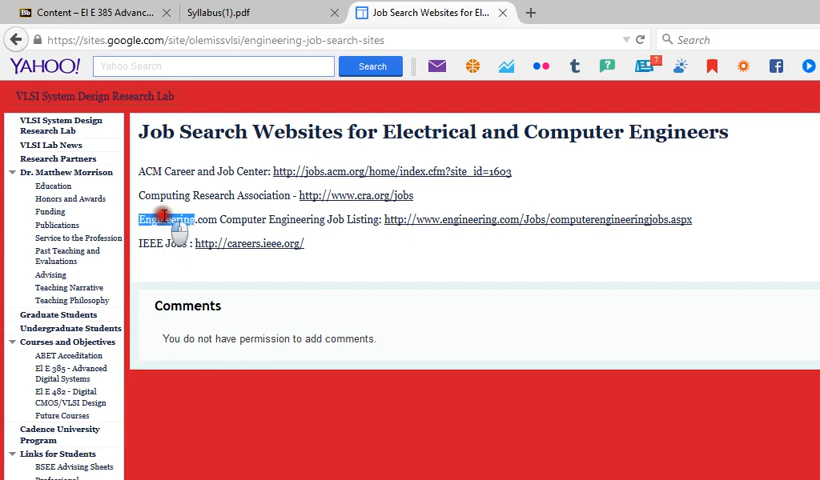 Content – El E 385 Advanc...
Syllabus(1).pdf
Job Search Websites for El...
https://sites.google.com/site/olemissvlsi/engineering-job-search-sites
Search
YAHOO!
Yahoo Search
Search
7
VLSI System Design Research Lab
VLSI System Design
Research Lab
VLSI Lab News
Research Partners
Dr. Matthew Morrison
Education
Honors and Awards
Funding
Publications
Service to the Profession
Past Teaching and
Evaluations
Advising
Teaching Narrative
Teaching Philosophy
Graduate Students
Undergraduate Students
Courses and Objectives
ABET Acceditation
El E 385 - Advanced
Digital Systems
El E 482 - Digital
CMOS/VLSI Design
Future Courses
Cadence University
Program
Links for Students
BSEE Advising Sheets
Professional
Job Search Websites for Electrical and Computer Engineers
ACM Career and Job Center: http://jobs.acm.org/home/index.cfm?site_id=1603
Computing Research Association - http://www.cra.org/jobs
Engineering.com Computer Engineering Job Listing: http://www.engineering.com/Jobs/computerengineeringjobs.aspx
IEEE Jobs : http://careers.ieee.org/
Comments
You do not have permission to add comments.